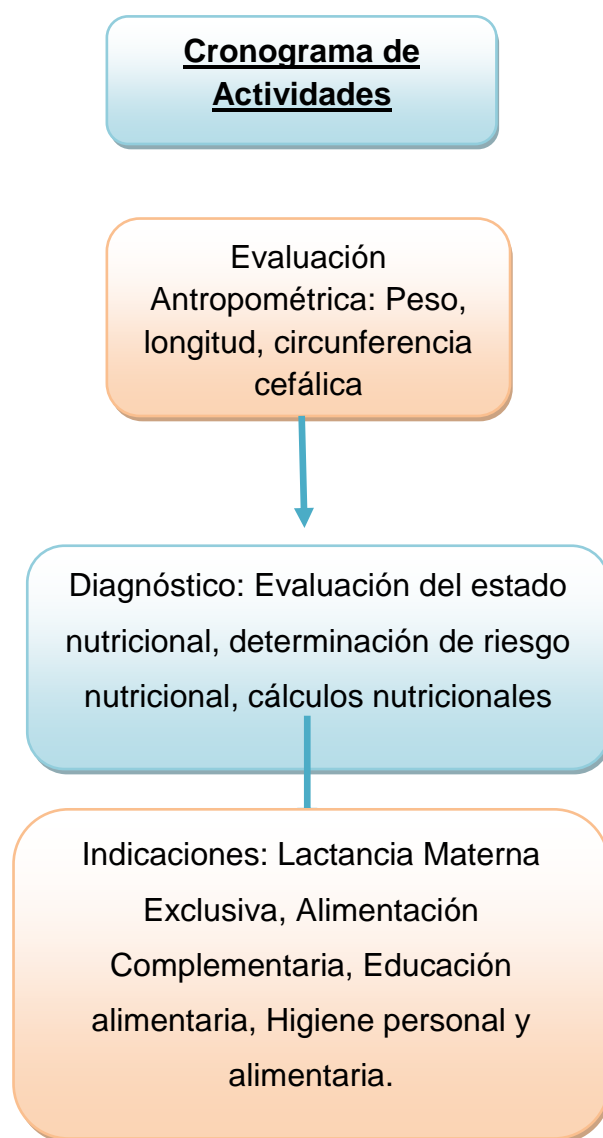 Cronograma de
Actividades
Evaluación
Antropométrica: Peso,
longitud, circunferencia
cefálica
Diagnóstico: Evaluación del estado
nutricional, determinación de riesgo
nutricional, cálculos nutricionales
Indicaciones: Lactancia Materna
Exclusiva, Alimentación
Complementaria, Educación
alimentaria, Higiene personal y
alimentaria.